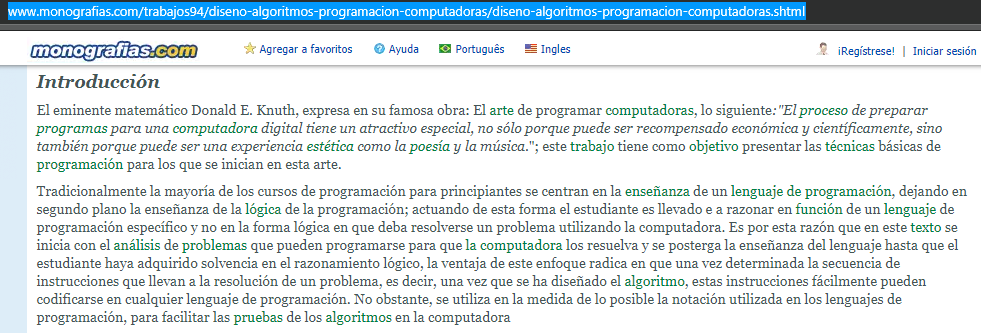 www.monografias.com/trabajos94/diseno-algoritmos-programacion-computadoras/diseno-algoritmos-programacion-computadoras.shtml
monografias.com Agregar a favoritos Ayuda Português Ingles ¡Regístrese! | Iniciar sesión
Introducción
El eminente matemático Donald E. Knuth, expresa en su famosa obra: El arte de programar computadoras, lo siguiente:"El proceso de preparar
programas para una computadora digital tiene un atractivo especial, no sólo porque puede ser recompensado económica y científicamente, sino
también porque puede ser una experiencia estética como la poesía y la música."; este trabajo tiene como objetivo presentar las técnicas básicas de
programación para los que se inician en esta arte.
Tradicionalmente la mayoría de los cursos de programación para principiantes se centran en la enseñanza de un lenguaje de programación, dejando en
segundo plano la enseñanza de la lógica de la programación; actuando de esta forma el estudiante es llevado e a razonar en función de un lenguaje de
programación específico y no en la forma lógica en que deba resolverse un problema utilizando la computadora. Es por esta razón que en este texto se
inicia con el análisis de problemas que pueden programarse para que la computadora los resuelva y se posterga la enseñanza del lenguaje hasta que el
estudiante haya adquirido solvencia en el razonamiento lógico, la ventaja de este enfoque radica en que una vez determinada la secuencia de
instrucciones que llevan a la resolución de un problema, es decir, una vez que se ha diseñado el algoritmo, estas instrucciones fácilmente pueden
codificarse en cualquier lenguaje de programación. No obstante, se utiliza en la medida de lo posible la notación utilizada en los lenguajes de
programación, para facilitar las pruebas de los algoritmos en la computadora